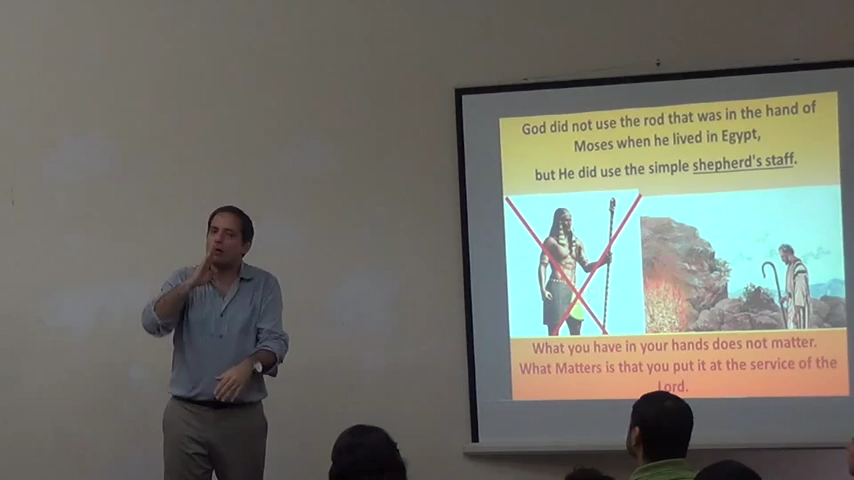 God did not use the rod that was in the hand of
Moses when he lived in Egypt,
but He did use the simple shepherd's staff.
What you have in your hands does not matter.
What Matters is that you put it at the service of the
Lord.